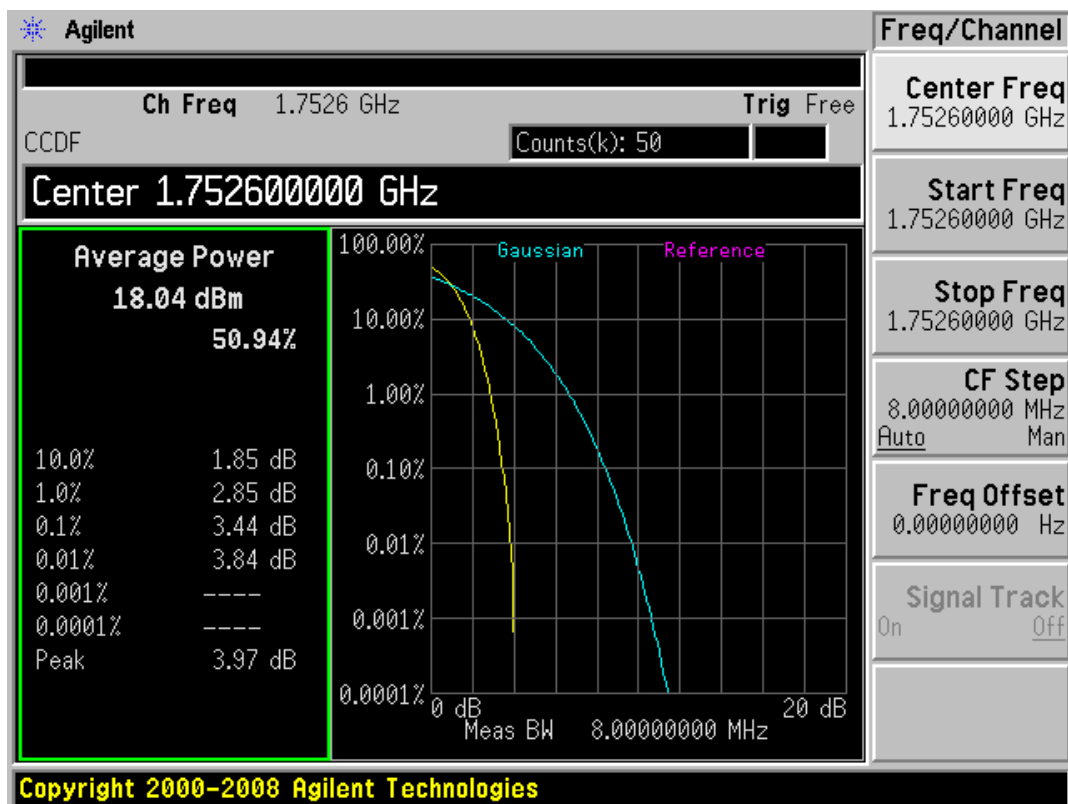 Agilent
Freq/Channel
Ch Freq 1.7526 GHz Trig Free
CCDF Counts(k): 50
Center 1.752600000 GHz
Average Power
18.04 dBm
50.94%
10.0% 1.85 dB
1.0% 2.85 dB
0.1% 3.44 dB
0.01% 3.84 dB
0.001% ----
0.0001% ----
Peak 3.97 dB
Gaussian Reference
100.00%
10.00%
1.00%
0.10%
0.01%
0.001%
0.0001%
0 dB 20 dB
Meas BW 8.00000000 MHz
Center Freq
1.75260000 GHz
Start Freq
1.75260000 GHz
Stop Freq
1.75260000 GHz
CF Step
8.00000000 MHz
Auto Man
Freq Offset
0.00000000 Hz
Signal Track
On Off
Copyright 2000-2008 Agilent Technologies